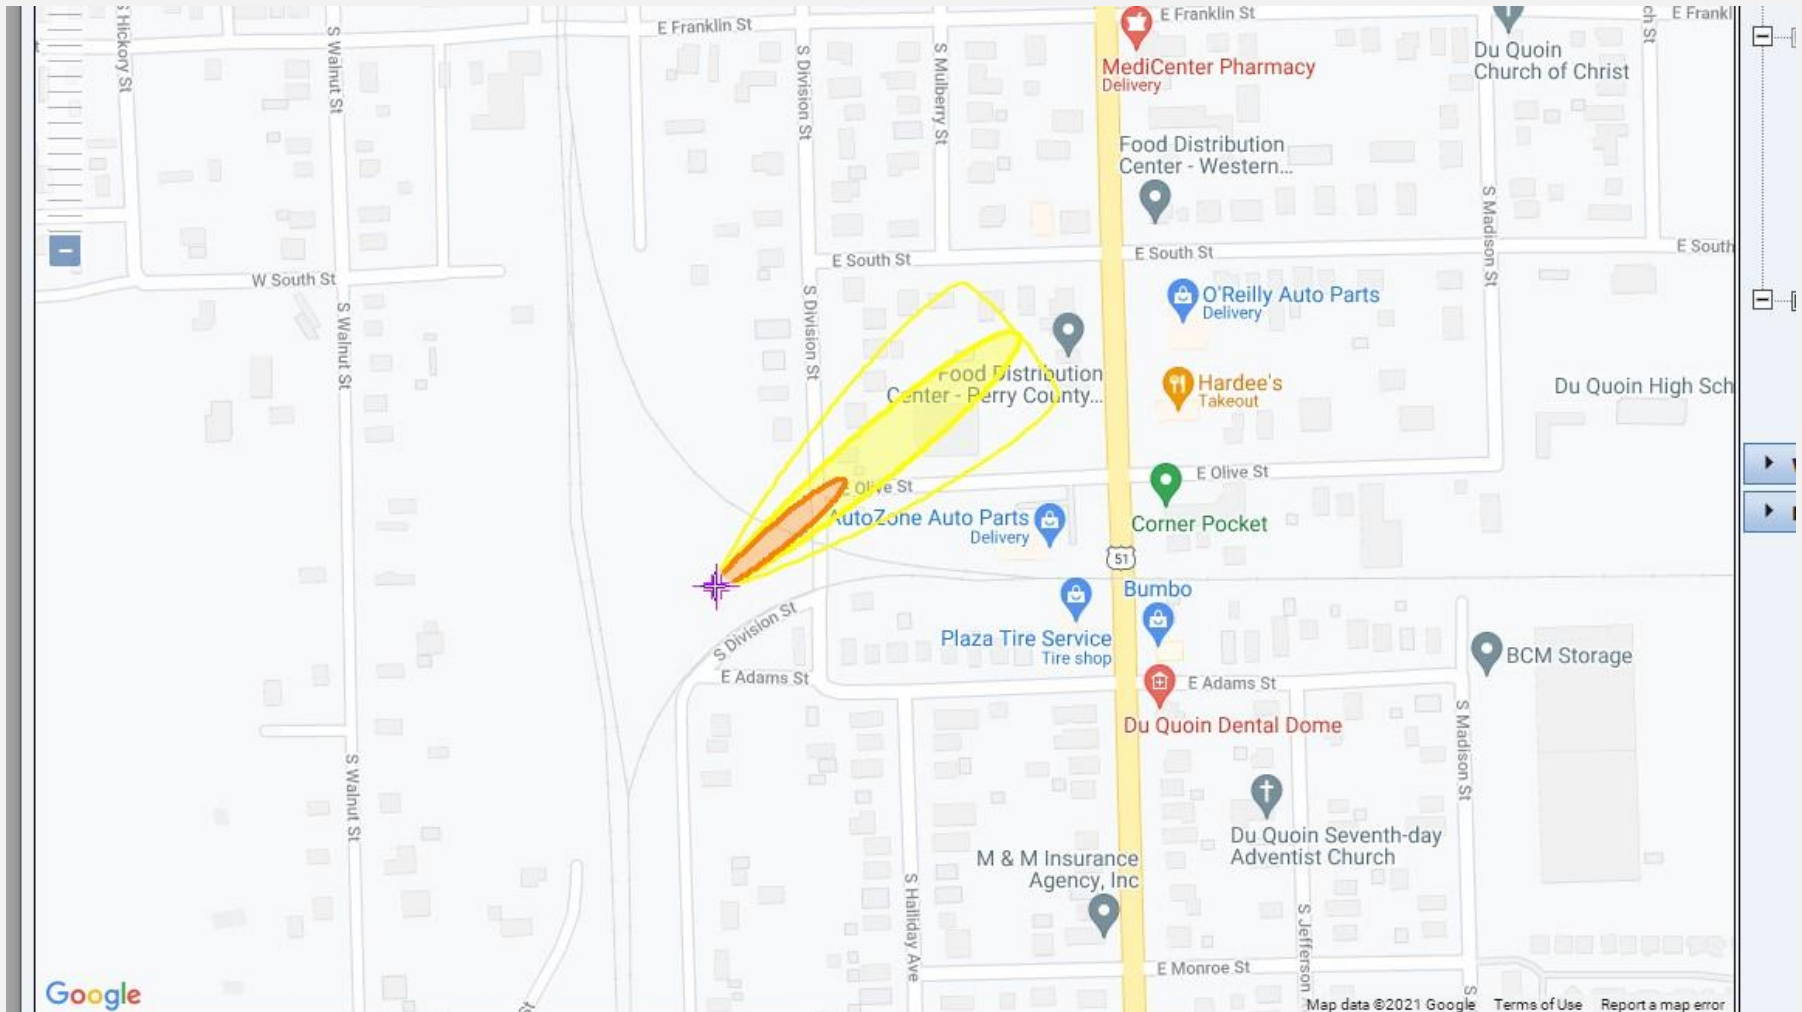 E Franklin St
E Franklin St
E Frankl
S Hickory St
S Walnut St
S Division St
S Mulberry St
ch St
MediCenter Pharmacy
Delivery
Du Quoin
Church of Christ
Food Distribution
Center - Western...
S Madison St
E South St
E South St
E South
W South St
S Walnut St
S Division St
O'Reilly Auto Parts
Delivery
Food Distribution
Center - Perry County...
Hardee's
Takeout
Du Quoin High Sch
E Olive St
E Olive St
AutoZone Auto Parts
Delivery
Corner Pocket
51
Bumbo
S Division St
Plaza Tire Service
Tire shop
BCM Storage
E Adams St
E Adams St
Du Quoin Dental Dome
S Madison St
S Walnut St
Du Quoin Seventh-day
Adventist Church
M & M Insurance
Agency, Inc
S Halliday Ave
S Jefferson
E Monroe St
S
Google
Map data ©2021 Google
Terms of Use
Report a map error